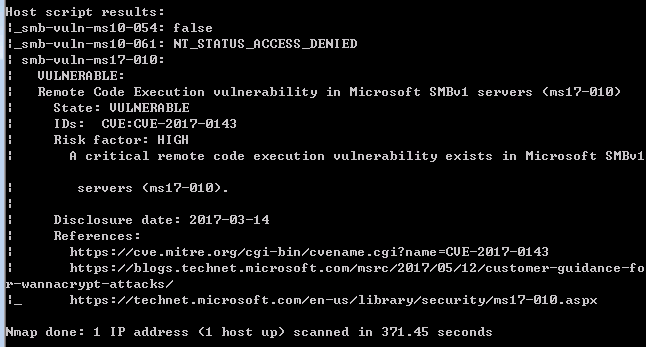 Host script results:
|_smb-vuln-ms10-054: false
|_smb-vuln-ms10-061: NT_STATUS_ACCESS_DENIED
| smb-vuln-ms17-010:
|   VULNERABLE:
|   Remote Code Execution vulnerability in Microsoft SMBv1 servers (ms17-010)
|     State: VULNERABLE
|     IDs:  CVE:CVE-2017-0143
|     Risk factor: HIGH
|       A critical remote code execution vulnerability exists in Microsoft SMBv1
|        servers (ms17-010).
|
|     Disclosure date: 2017-03-14
|     References:
|       https://cve.mitre.org/cgi-bin/cvename.cgi?name=CVE-2017-0143
|       https://blogs.technet.microsoft.com/msrc/2017/05/12/customer-guidance-fo
r-wannacrypt-attacks/
|_      https://technet.microsoft.com/en-us/library/security/ms17-010.aspx
Nmap done: 1 IP address (1 host up) scanned in 371.45 seconds